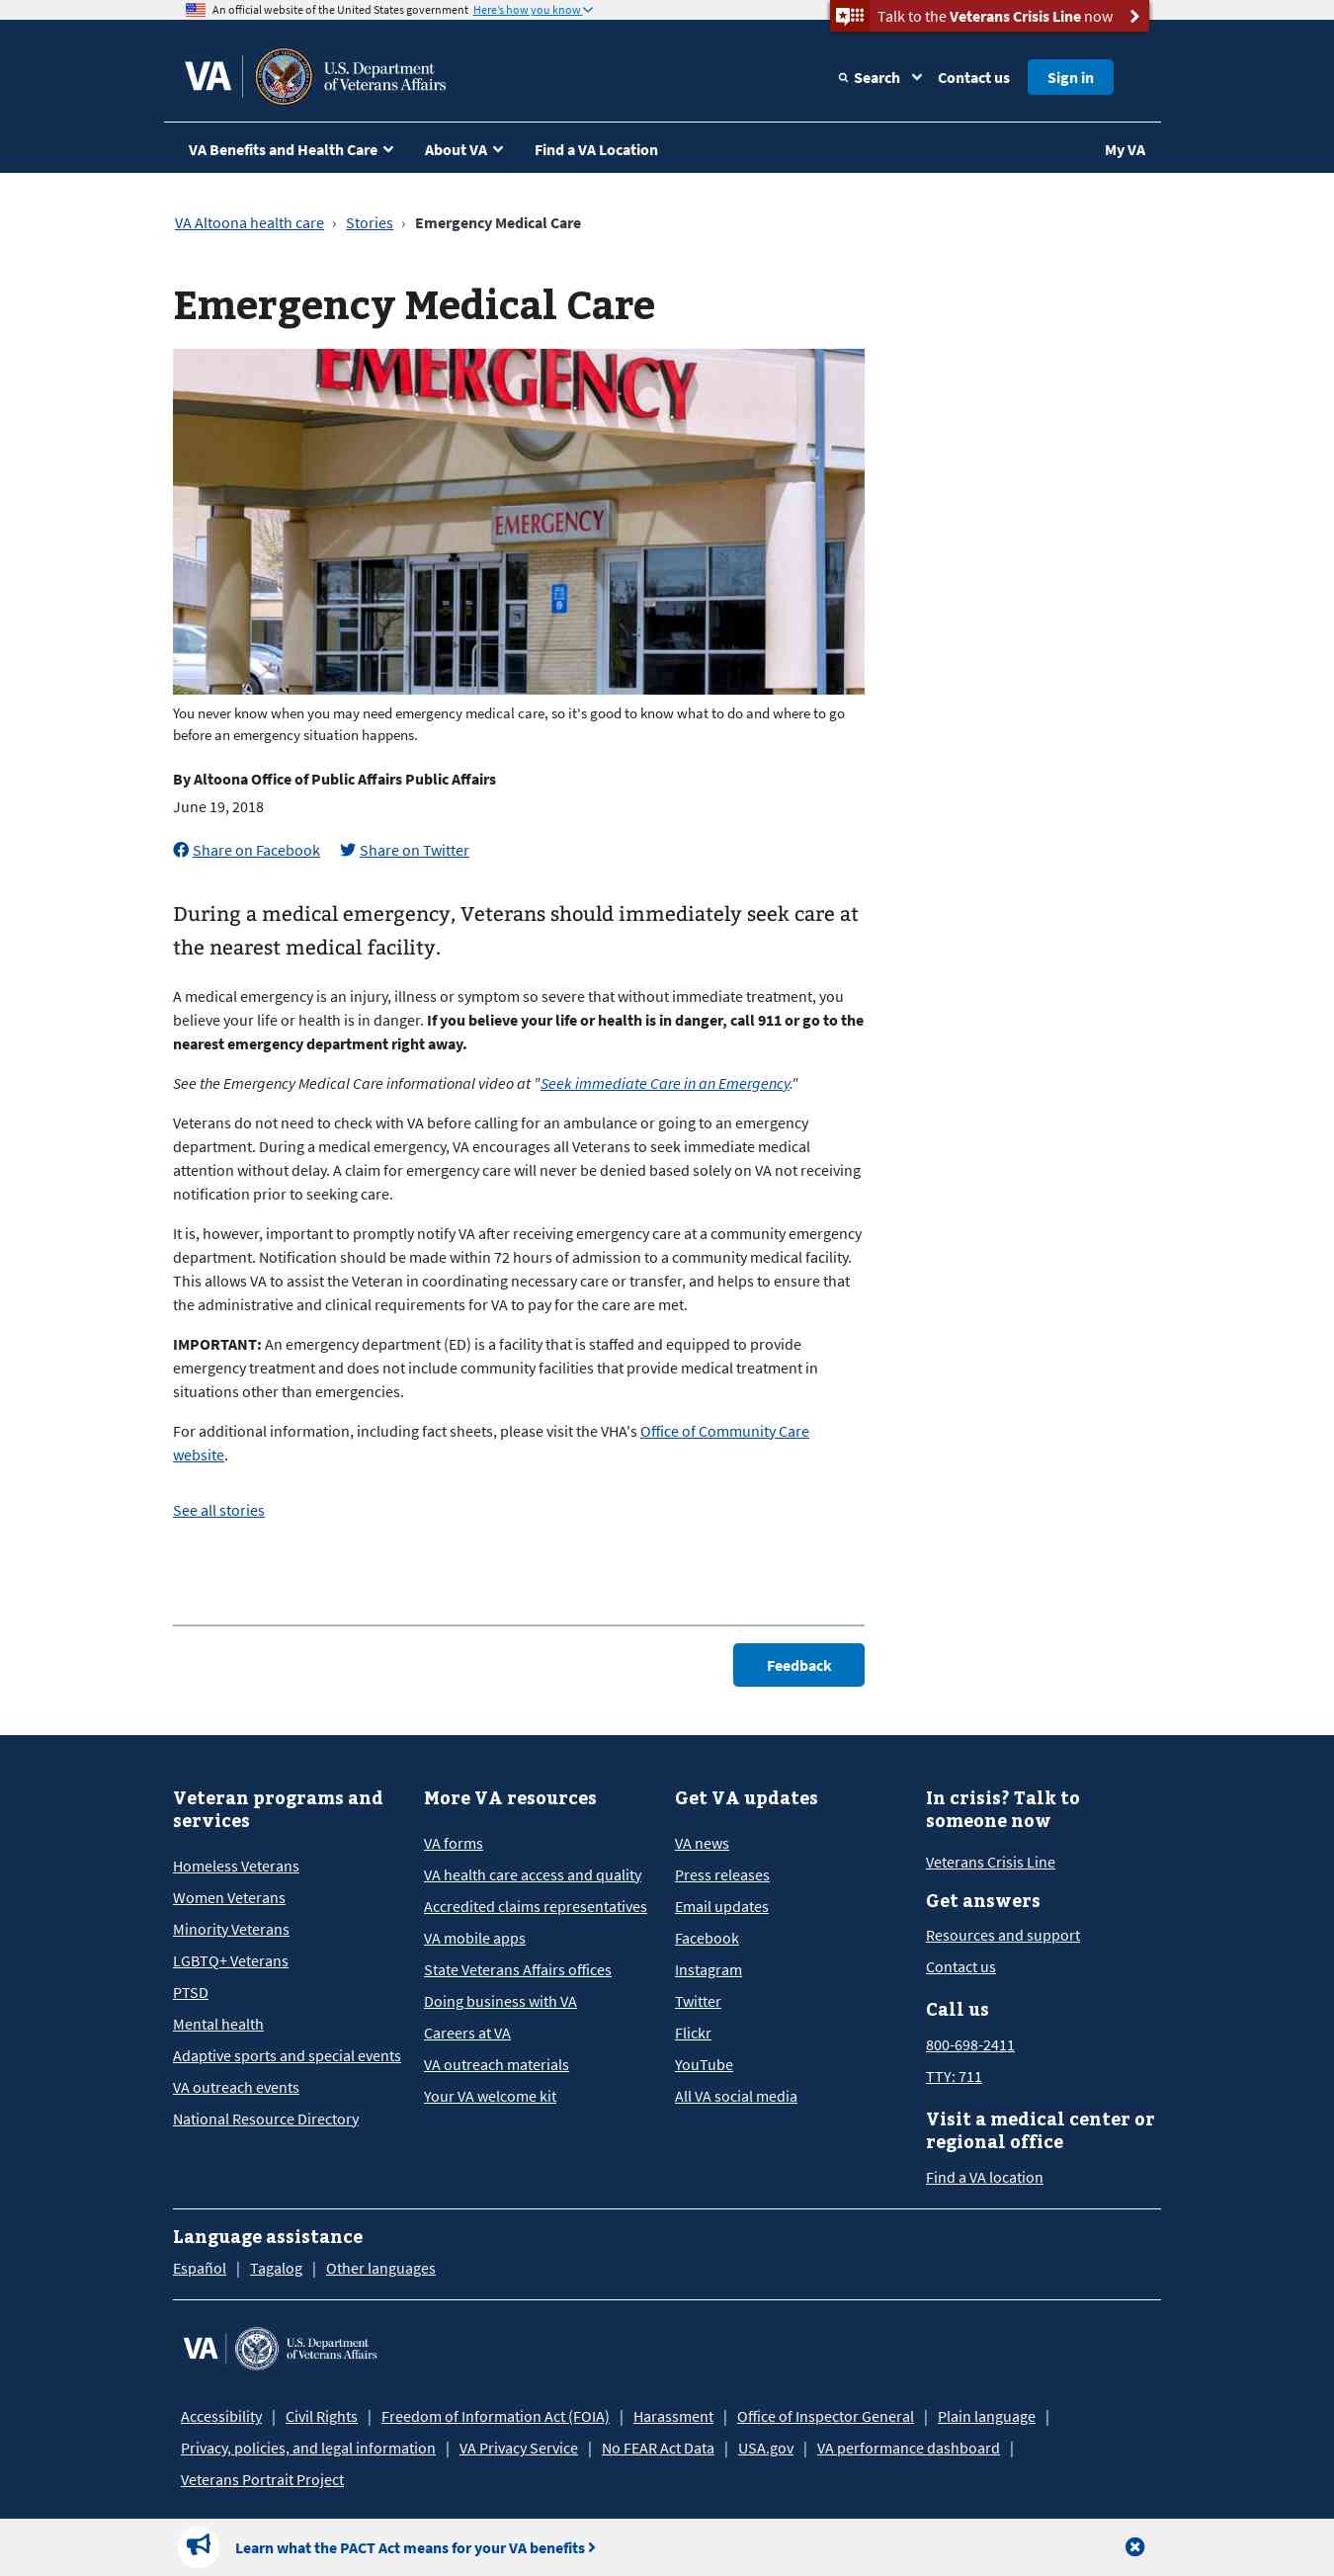 An official website of the United States government Here's how you know
Talk to the Veterans Crisis Line now
VA
U.S. Department
of Veterans Affairs
Search
Contact us
Sign in
VA Benefits and Health Care
About VA
Find a VA Location
My VA
VA Altoona health care › Stories › Emergency Medical Care
Emergency Medical Care
EMERGENCY
EMERGENCY
You never know when you may need emergency medical care, so it's good to know what to do and where to go
before an emergency situation happens.
By Altoona Office of Public Affairs Public Affairs
June 19, 2018
Share on Facebook Share on Twitter
During a medical emergency, Veterans should immediately seek care at
the nearest medical facility.
A medical emergency is an injury, illness or symptom so severe that without immediate treatment, you
believe your life or health is in danger. If you believe your life or health is in danger, call 911 or go to the
nearest emergency department right away.
See the Emergency Medical Care informational video at "Seek immediate Care in an Emergency."
Veterans do not need to check with VA before calling for an ambulance or going to an emergency
department. During a medical emergency, VA encourages all Veterans to seek immediate medical
attention without delay. A claim for emergency care will never be denied based solely on VA not receiving
notification prior to seeking care.
It is, however, important to promptly notify VA after receiving emergency care at a community emergency
department. Notification should be made within 72 hours of admission to a community medical facility.
This allows VA to assist the Veteran in coordinating necessary care or transfer, and helps to ensure that
the administrative and clinical requirements for VA to pay for the care are met.
IMPORTANT: An emergency department (ED) is a facility that is staffed and equipped to provide
emergency treatment and does not include community facilities that provide medical treatment in
situations other than emergencies.
For additional information, including fact sheets, please visit the VHA's Office of Community Care
website.
See all stories
Feedback
Veteran programs and
services
Homeless Veterans
Women Veterans
Minority Veterans
LGBTQ+ Veterans
PTSD
Mental health
Adaptive sports and special events
VA outreach events
National Resource Directory
More VA resources
VA forms
VA health care access and quality
Accredited claims representatives
VA mobile apps
State Veterans Affairs offices
Doing business with VA
Careers at VA
VA outreach materials
Your VA welcome kit
Get VA updates
VA news
Press releases
Email updates
Facebook
Instagram
Twitter
Flickr
YouTube
All VA social media
In crisis? Talk to
someone now
Veterans Crisis Line
Get answers
Resources and support
Contact us
Call us
800-698-2411
TTY: 711
Visit a medical center or
regional office
Find a VA location
Language assistance
Español | Tagalog | Other languages
VA
U.S. Department
of Veterans Affairs
Accessibility | Civil Rights | Freedom of Information Act (FOIA) | Harassment | Office of Inspector General | Plain language |
Privacy, policies, and legal information | VA Privacy Service | No FEAR Act Data | USA.gov | VA performance dashboard |
Veterans Portrait Project
Learn what the PACT Act means for your VA benefits